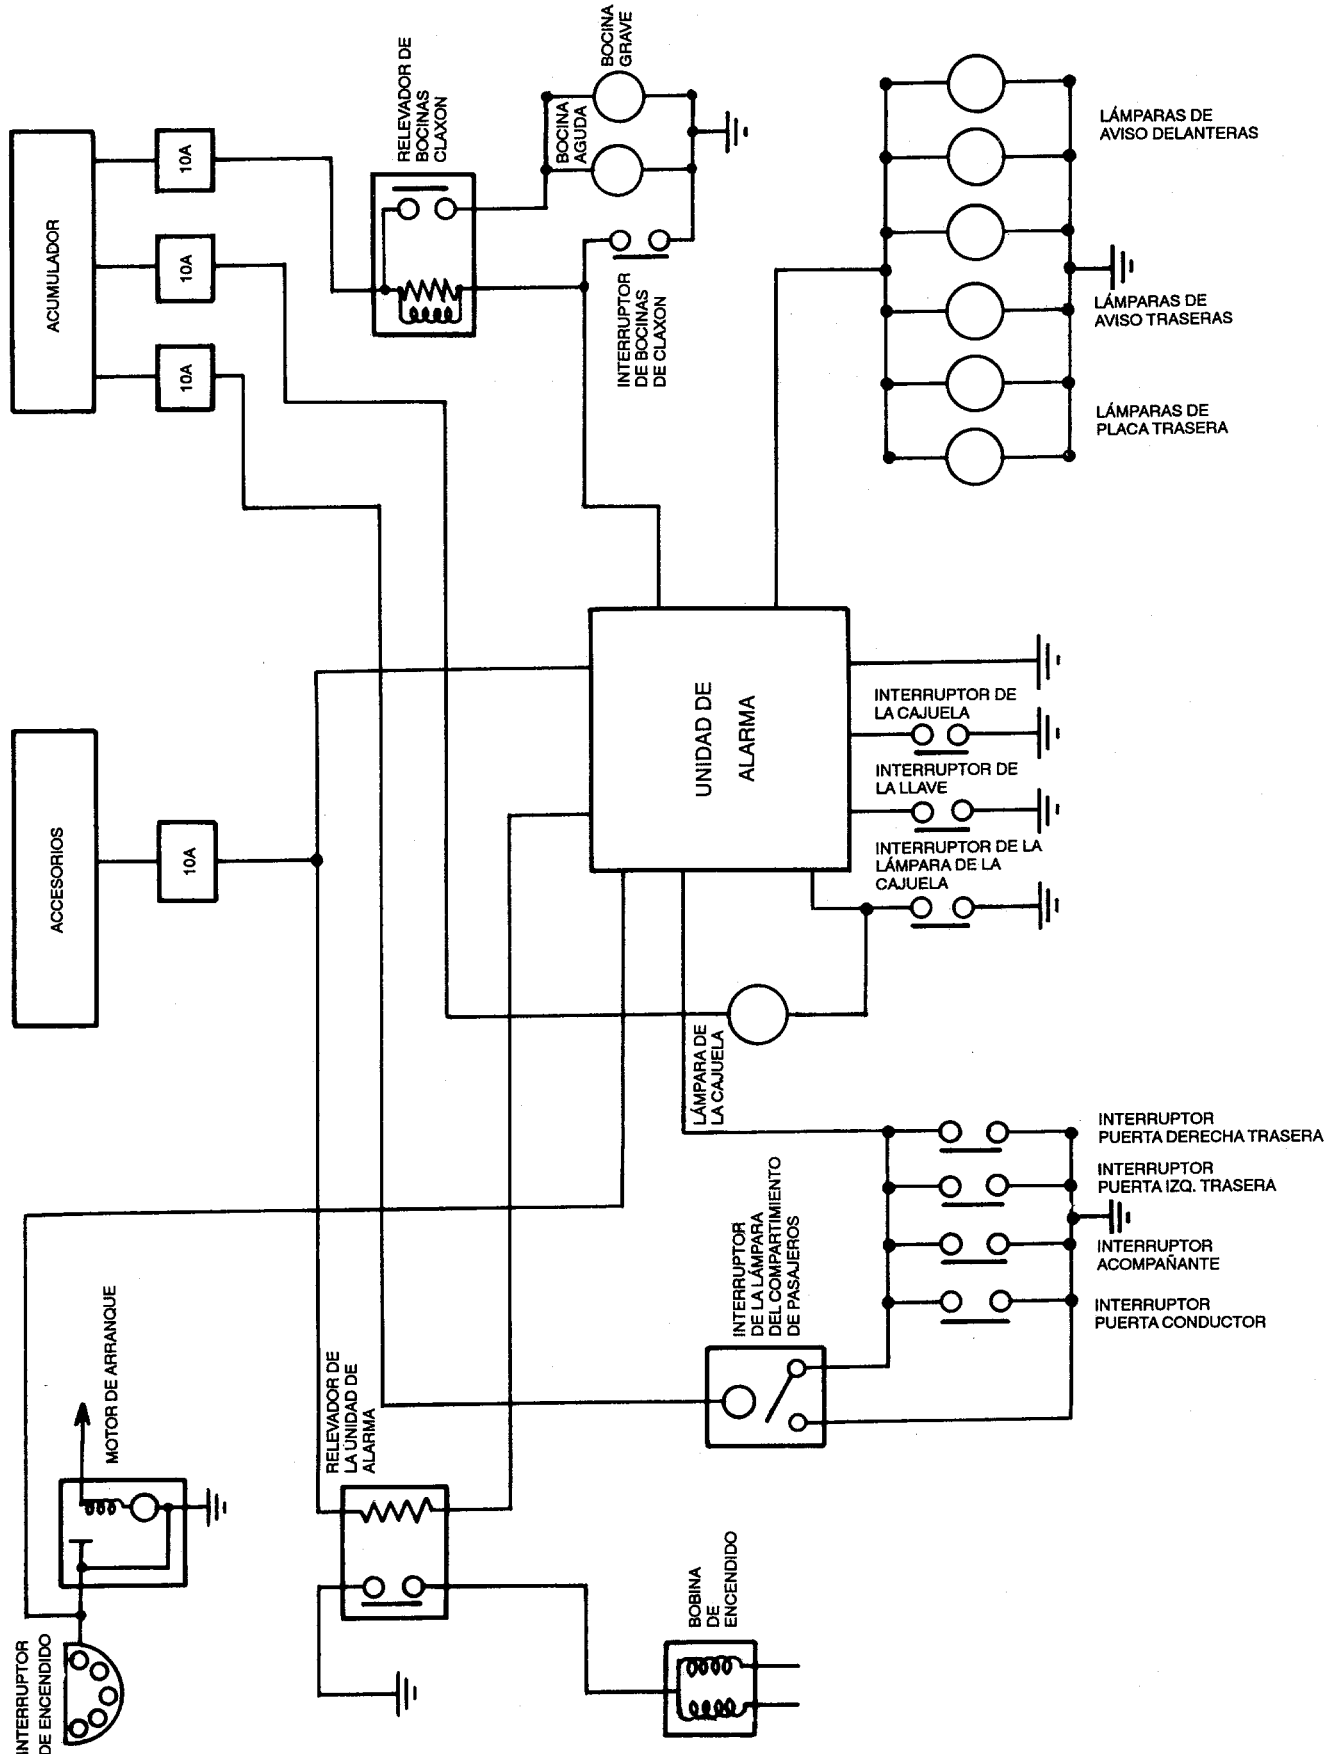 ACUMULADOR
10A
10A
10A
RELEVADOR DE
BOCINAS
CLAXON
BOCINA
GRAVE
BOCINA
AGUDA
INTERRUPTOR
DE BOCINAS
DE CLAXON
LÁMPARAS DE
AVISO DELANTERAS
LÁMPARAS DE
AVISO TRASERAS
LÁMPARAS DE
PLACA TRASERA
ACCESORIOS
10A
UNIDAD DE
ALARMA
INTERRUPTOR DE
LA CAJUELA
INTERRUPTOR DE
LA LLAVE
INTERRUPTOR DE LA
LÁMPARA DE LA
CAJUELA
LÁMPARA DE
LA CAJUELA
INTERRUPTOR
PUERTA DERECHA TRASERA
INTERRUPTOR
PUERTA IZQ. TRASERA
INTERRUPTOR
ACOMPAÑANTE
INTERRUPTOR
PUERTA CONDUCTOR
INTERRUPTOR
DE LA LÁMPARA
DEL COMPARTIMIENTO
DE PASAJEROS
MOTOR DE ARRANQUE
RELEVADOR DE
LA UNIDAD DE
ALARMA
INTERRUPTOR
DE ENCENDIDO
BOBINA
DE
ENCENDIDO